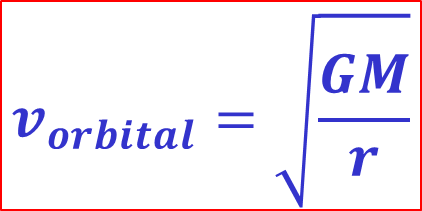 v_orbital = √(GM/r)